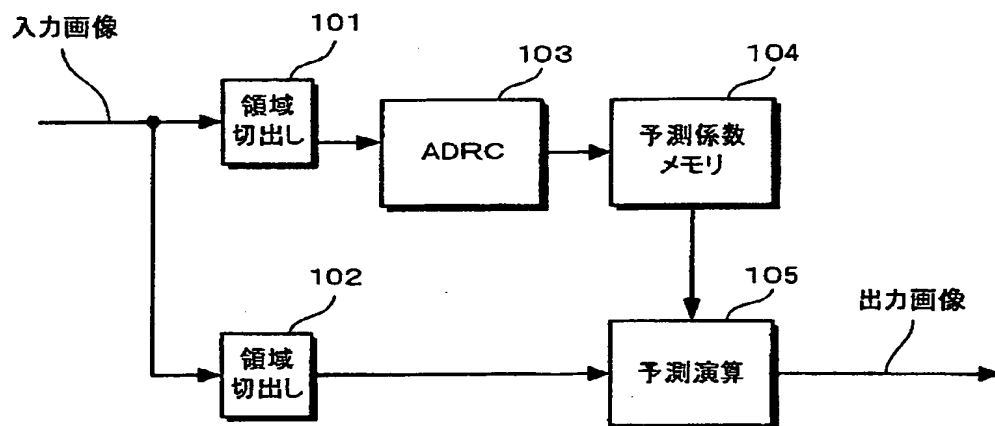 入力画像
101
領域
切出し
103
ADRC
104
予測係数
メモリ
102
領域
切出し
105
予測演算
出力画像